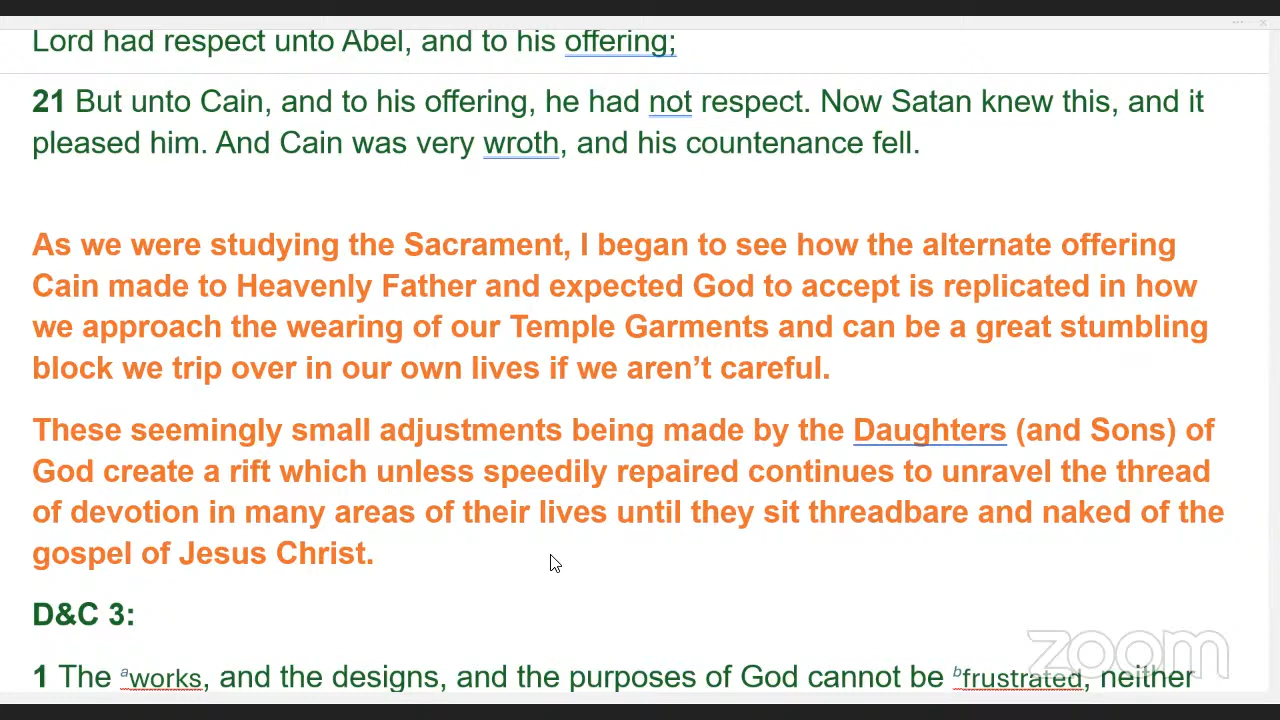 Lord had respect unto Abel, and to his offering;
21 But unto Cain, and to his offering, he had not respect. Now Satan knew this, and it
pleased him. And Cain was very wroth, and his countenance fell.
As we were studying the Sacrament, I began to see how the alternate offering
Cain made to Heavenly Father and expected God to accept is replicated in how
we approach the wearing of our Temple Garments and can be a great stumbling
block we trip over in our own lives if we aren’t careful.
These seemingly small adjustments being made by the Daughters (and Sons) of
God create a rift which unless speedily repaired continues to unravel the thread
of devotion in many areas of their lives until they sit threadbare and naked of the
gospel of Jesus Christ.
D&C 3:
1 The aworks, and the designs, and the purposes of God cannot be bfrustrated, neither
zoom